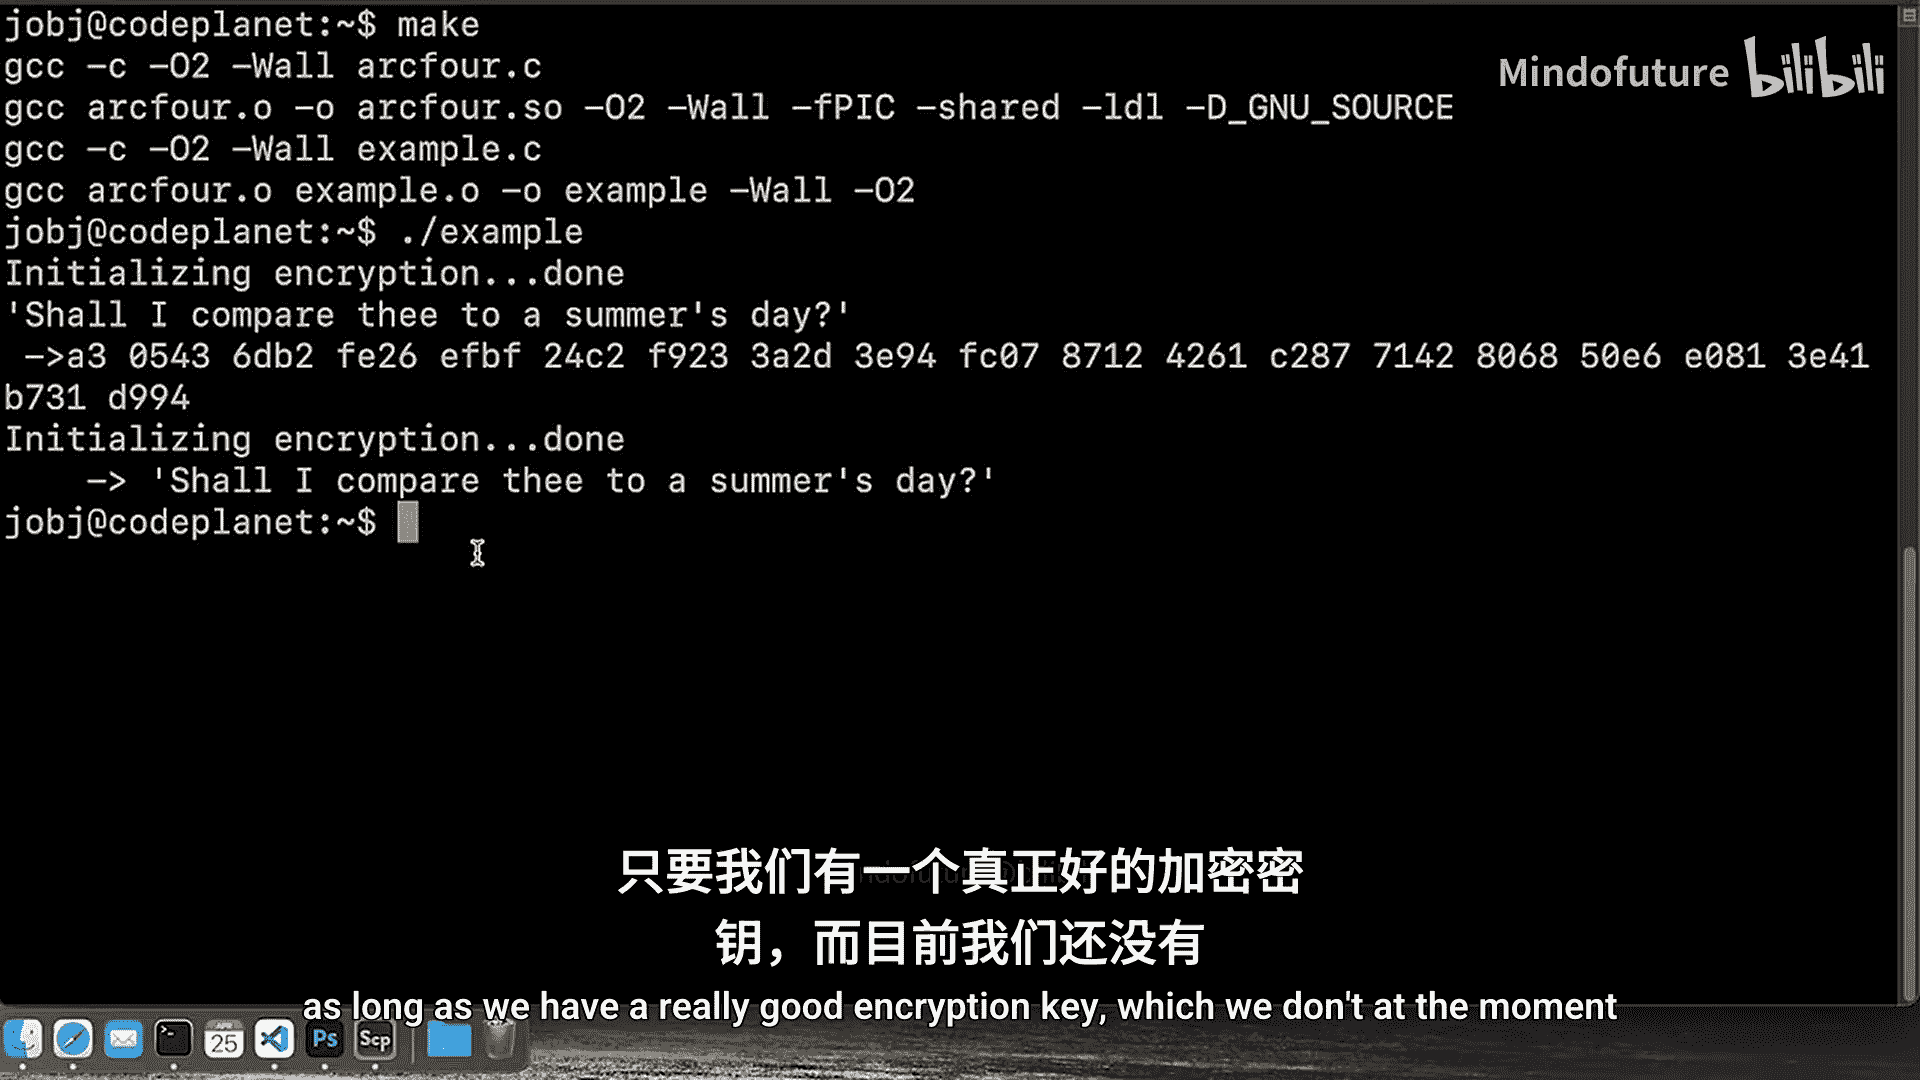 jobj@codeplanet:~$ make
gcc -c -O2 -Wall arcfour.c
gcc arcfour.o -o arcfour.so -O2 -Wall -fPIC -shared -ldl -D_GNU_SOURCE
gcc -c -O2 -Wall example.c
gcc arcfour.o example.o -o example -Wall -O2
jobj@codeplanet:~$ ./example
Initializing encryption...done
'Shall I compare thee to a summer's day?'
 ->a3 0543 6db2 fe26 efbf 24c2 f923 3a2d 3e94 fc07 8712 4261 c287 7142 8068 50e6 e081 3e41
b731 d994
Initializing encryption...done
    -> 'Shall I compare thee to a summer's day?'
jobj@codeplanet:~$
Mindofuture bilibili
只要我们有一个真正好的加密密
钥，而目前我们还没有
as long as we have a really good encryption key, which we don't at the moment
APR
25
Ps
Scp